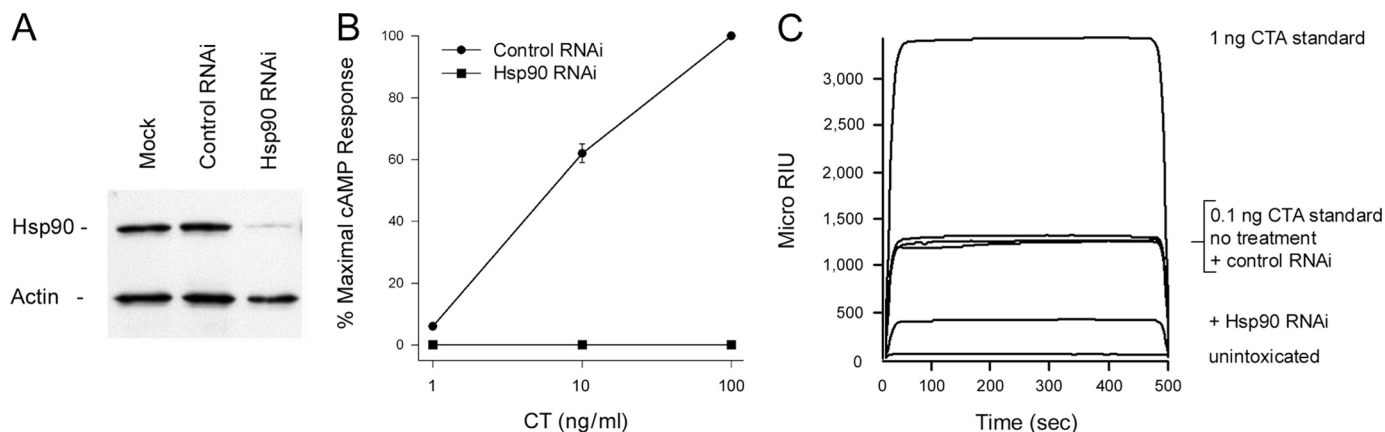 A
Mock
Control RNAi
Hsp90 RNAi
Hsp90 -
Actin -
B
% Maximal cAMP Response
100
80
60
40
20
0
1
10
100
CT (ng/ml)
Control RNAi
Hsp90 RNAi
C
Micro RIU
3,000
2,500
2,000
1,500
1,000
500
0
0
100
200
300
400
500
Time (sec)
1 ng CTA standard
0.1 ng CTA standard
no treatment
+ control RNAi
+ Hsp90 RNAi
unintoxicated